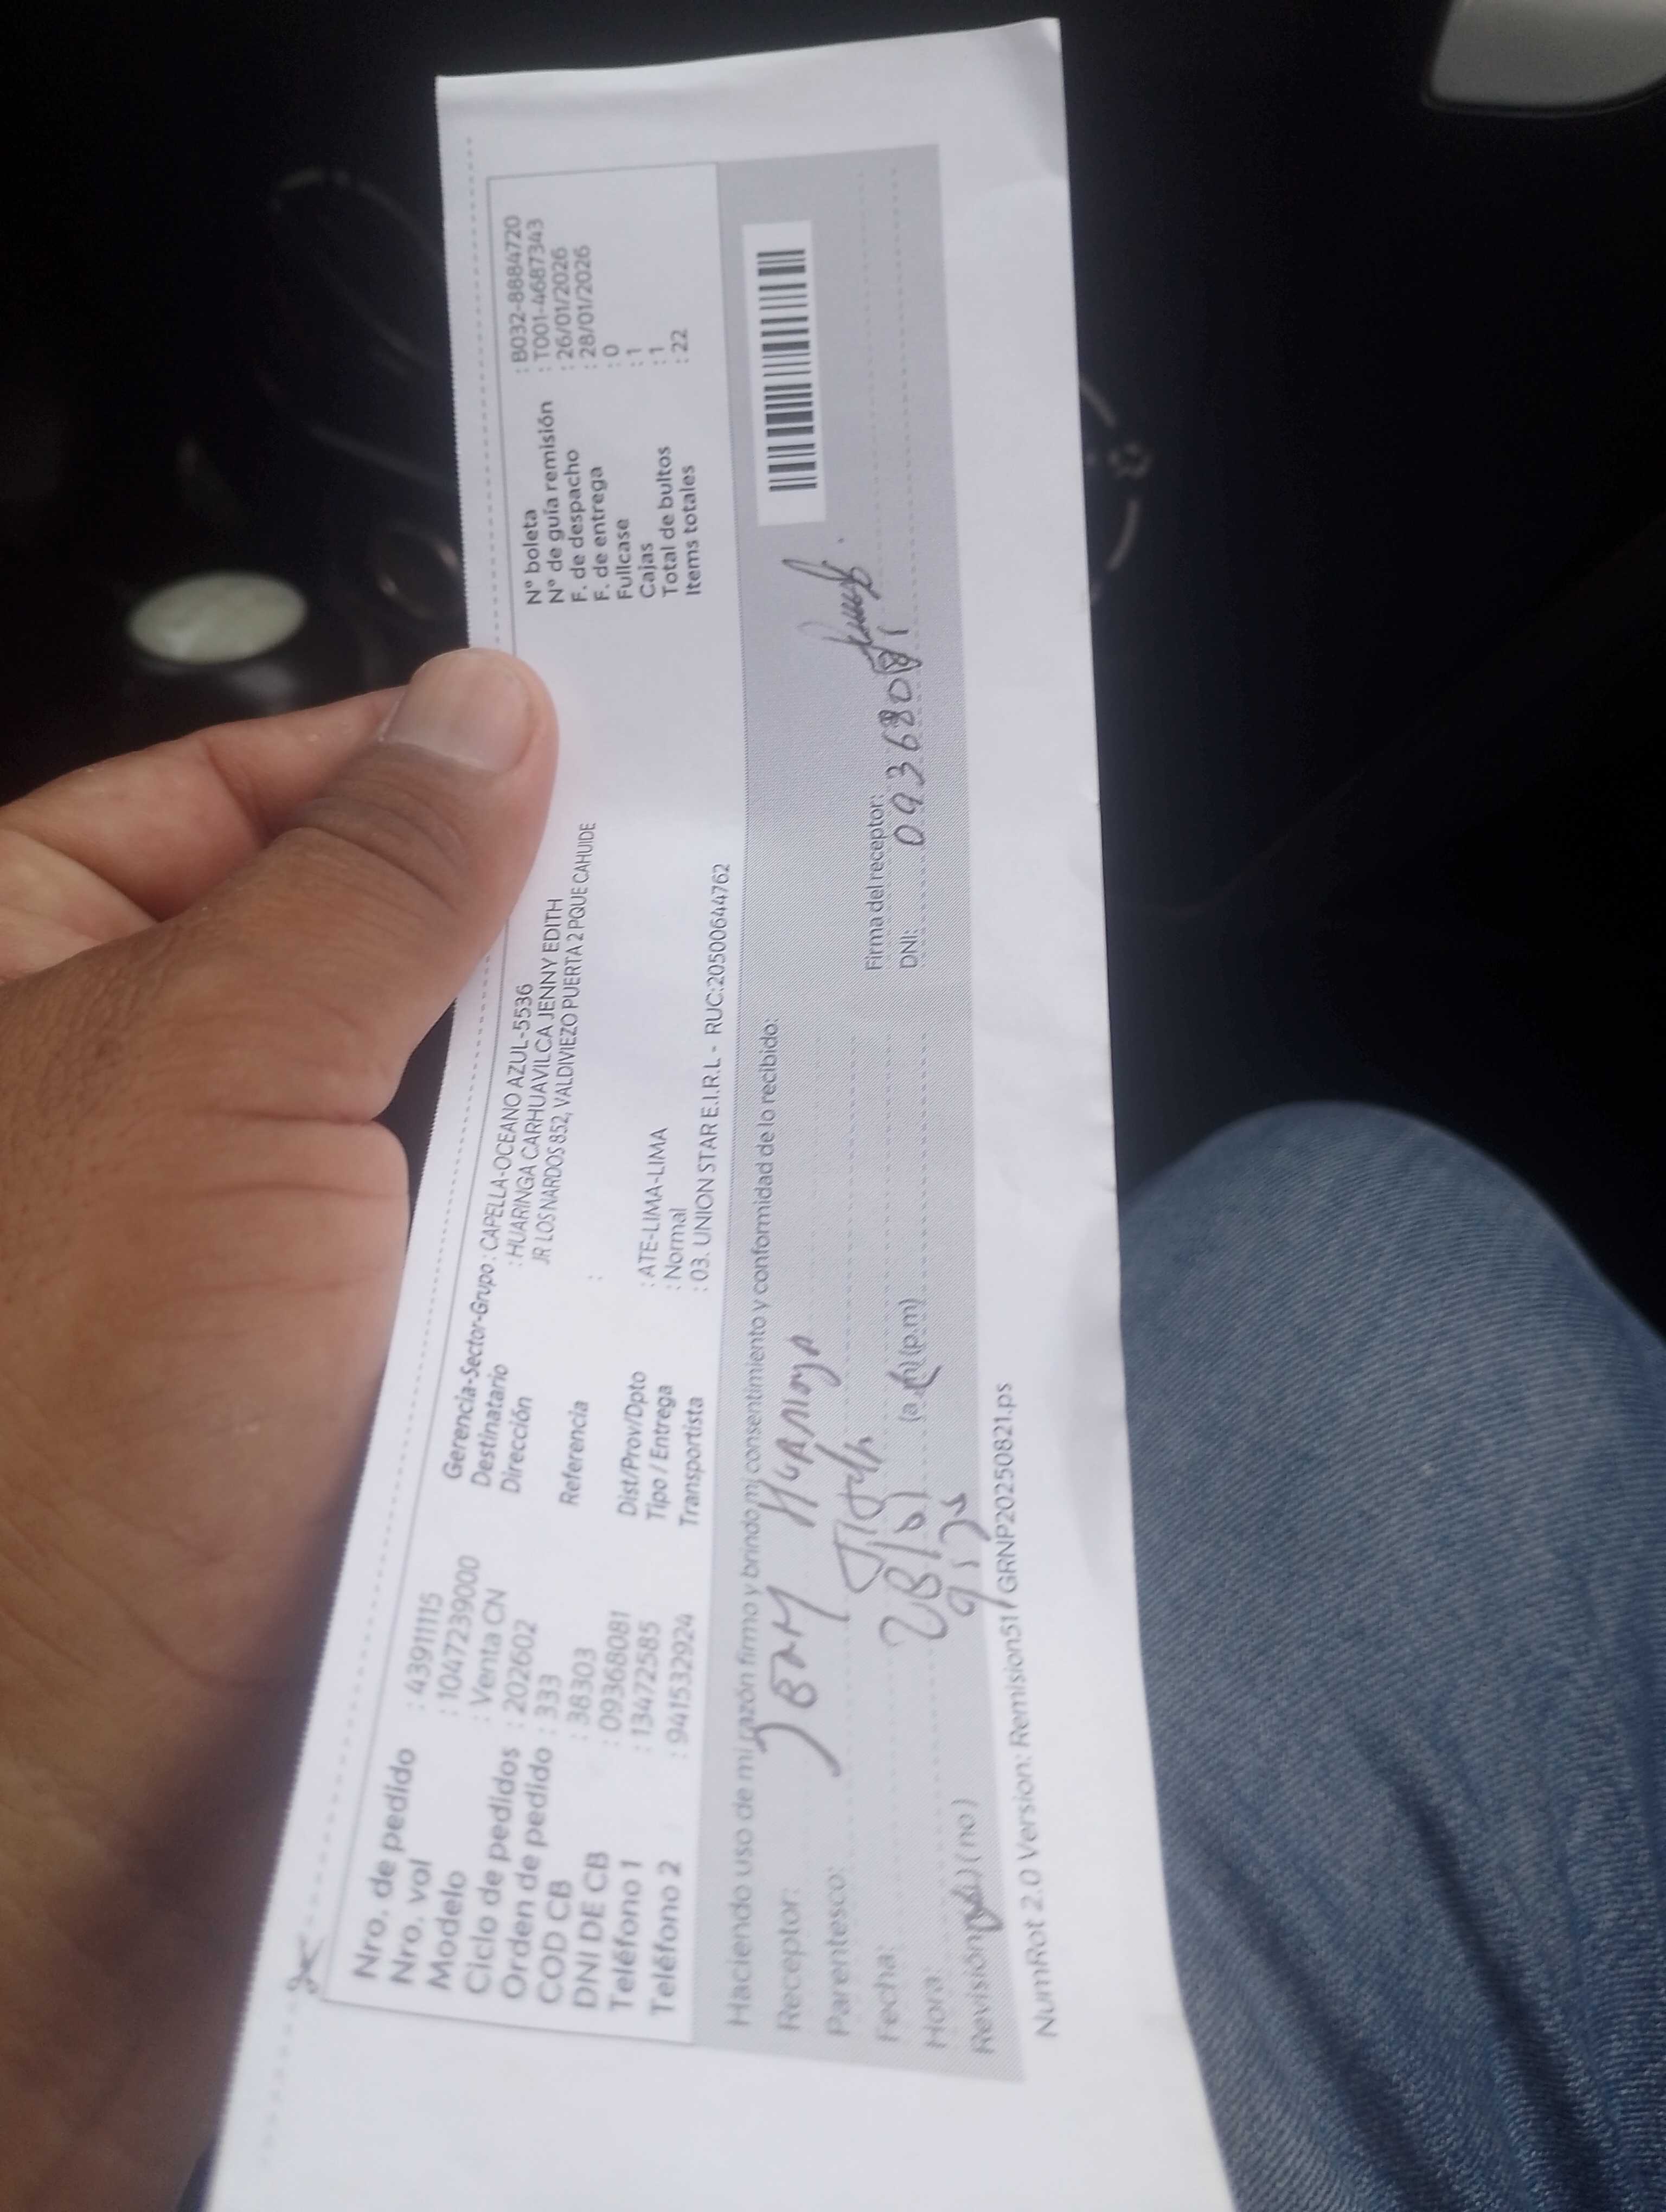 Nro. de pedido : 43911115
Nro. vol : 10477239000
Modelo : Venta CN
Ciclo de pedidos : 202602
Orden de pedido : 333
COD CB : 38303
DNI DE CB : 09368081
Teléfono 1 : 13472585
Teléfono 2 : 941532924
Gerencia-Sector-Grupo : CAPELLA-OCEANO AZUL-5536
Destinatario : HUARINGA CARHUAVILCA JENNY EDITH
Dirección JR LOS NARDOS 852, VALDIVIEZO PUERTA 2 PQUE CAHUIDE
Referencia :
Dist/Prov/Dpto : ATE-LIMA-LIMA
Tipo / Entrega : Normal
Transportista : 03. UNION STAR E.I.R.L - RUC:20500644762
N° boleta : B032-8884720
N° de guía remisión : T001-4687343
F. de despacho : 26/01/2026
F. de entrega : 28/01/2026
Fullcase : 0
Cajas : 1
Total de bultos : 1
Items totales : 22
Haciendo uso de mi razón firmo y brindo mi consentimiento y conformidad de lo recibido:
Receptor:
Parentesco:
Fecha:
Hora: (a.m) (p.m)
Revisión (no)
Firma del receptor:
DNI: 09368081
NumRot 2.0 Version: Remision51 / GRNP20250821.ps